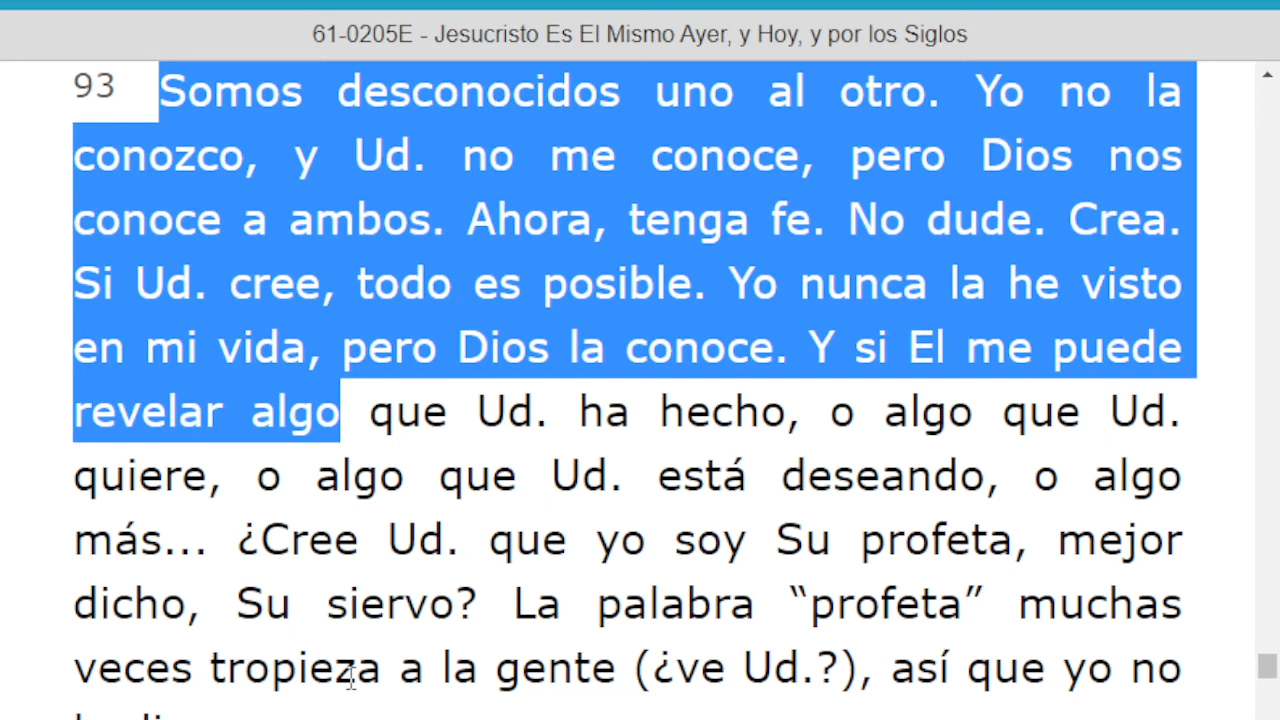 61-0205E - Jesucristo Es El Mismo Ayer, y Hoy, y por los Siglos
93 Somos desconocidos uno al otro. Yo no la
conozco, y Ud. no me conoce, pero Dios nos
conoce a ambos. Ahora, tenga fe. No dude. Crea.
Si Ud. cree, todo es posible. Yo nunca la he visto
en mi vida, pero Dios la conoce. Y si El me puede
revelar algo que Ud. ha hecho, o algo que Ud.
quiere, o algo que Ud. está deseando, o algo
más... ¿Cree Ud. que yo soy Su profeta, mejor
dicho, Su siervo? La palabra “profeta” muchas
veces tropieza a la gente (¿ve Ud.?), así que yo no